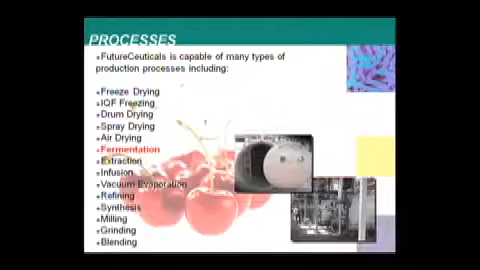 PROCESSES
FutureCeuticals is capable of many types of
production processes including:
Freeze Drying
IQF Freezing
Drum Drying
Spray Drying
Air Drying
Fermentation
Extraction
Infusion
Vacuum Evaporation
Refining
Synthesis
Milling
Grinding
Blending